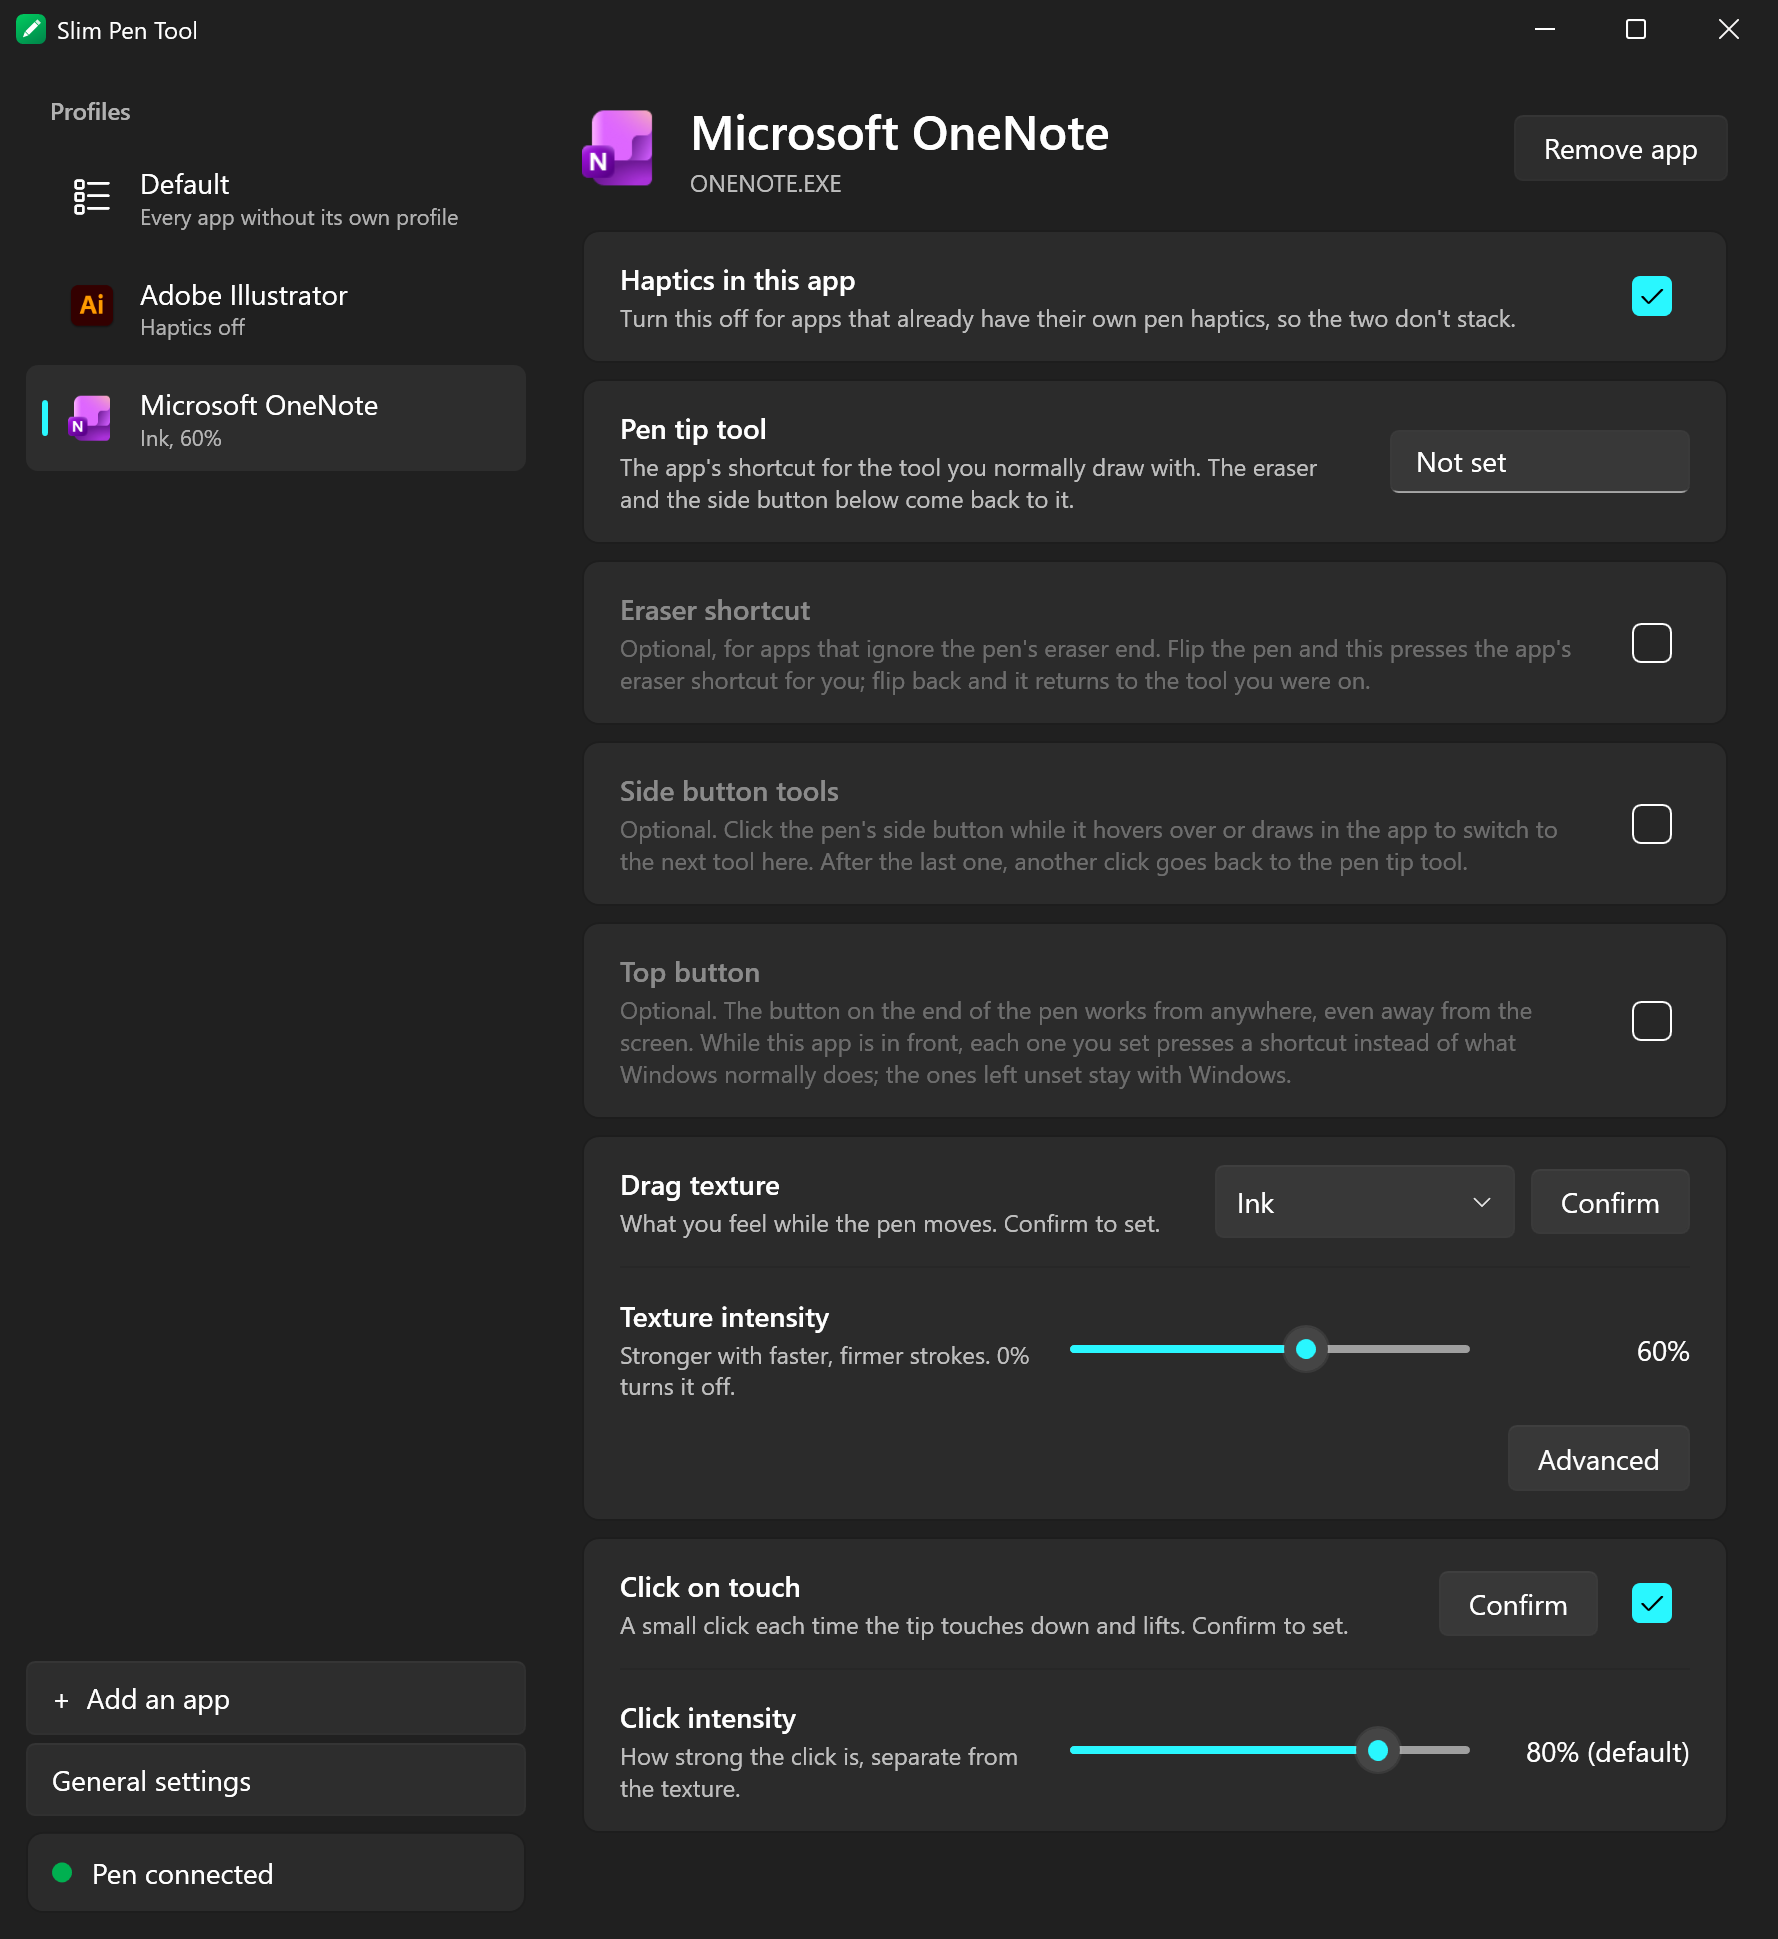 Slim Pen Tool
Profiles
Default
Every app without its own profile
Ai
Adobe Illustrator
Haptics off
N
Microsoft OneNote
Ink, 60%
+ Add an app
General settings
Pen connected
N
Microsoft OneNote
ONENOTE.EXE
Remove app
Haptics in this app
Turn this off for apps that already have their own pen haptics, so the two don't stack.
Pen tip tool
The app's shortcut for the tool you normally draw with. The eraser
and the side button below come back to it.
Not set
Eraser shortcut
Optional, for apps that ignore the pen's eraser end. Flip the pen and this presses the app's
eraser shortcut for you; flip back and it returns to the tool you were on.
Side button tools
Optional. Click the pen's side button while it hovers over or draws in the app to switch to
the next tool here. After the last one, another click goes back to the pen tip tool.
Top button
Optional. The button on the end of the pen works from anywhere, even away from the
screen. While this app is in front, each one you set presses a shortcut instead of what
Windows normally does; the ones left unset stay with Windows.
Drag texture
What you feel while the pen moves. Confirm to set.
Ink
Confirm
Texture intensity
Stronger with faster, firmer strokes. 0%
turns it off.
60%
Advanced
Click on touch
A small click each time the tip touches down and lifts. Confirm to set.
Confirm
Click intensity
How strong the click is, separate from
the texture.
80% (default)